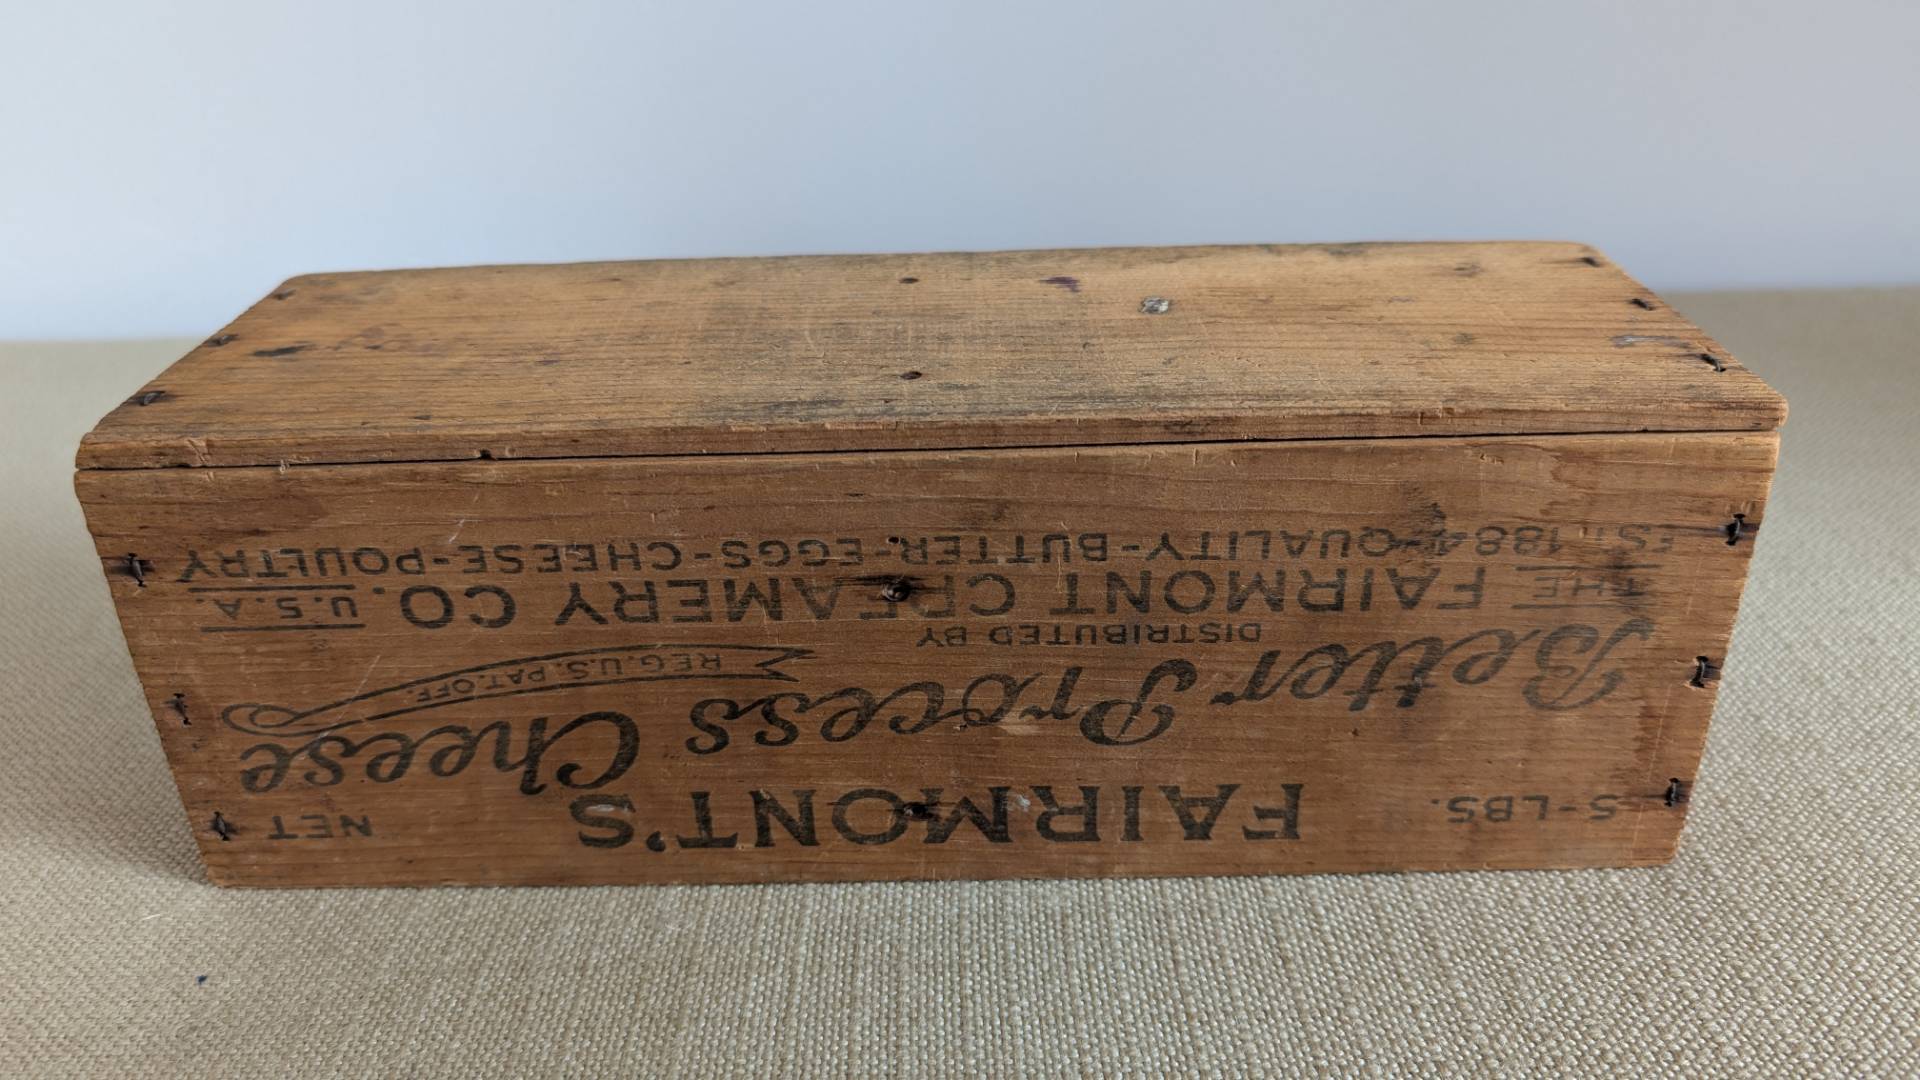 5-LBS. FAIRMONT'S NET
Better Process Cheese
REG.U.S.PAT.OFF.
DISTRIBUTED BY
THE FAIRMONT CREAMERY CO. U.S.A.
EST. 1884-QUALITY-BUTTER-EGGS-CHEESE-POULTRY